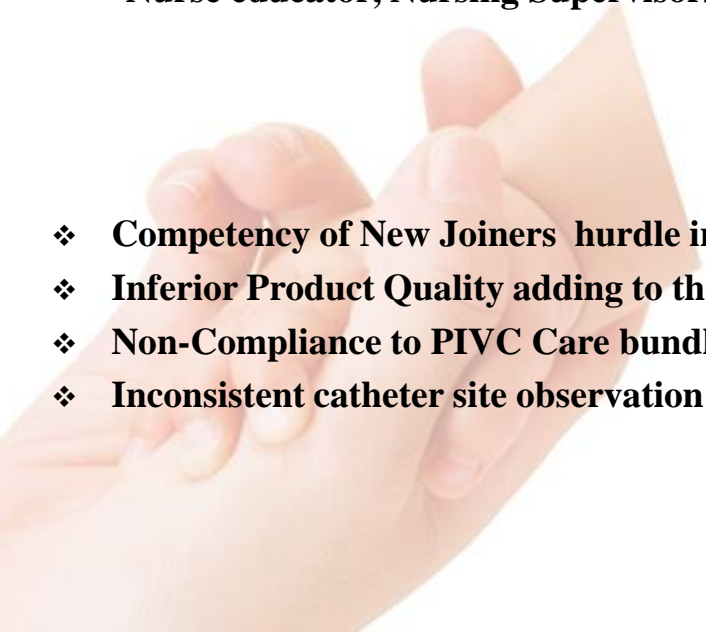 Nurse educator, Nursing Supervisor
❖ Competency of New Joiners hurdle
❖ Inferior Product Quality adding to
❖ Non-Compliance to PIVC Care
❖ Inconsistent catheter site observation